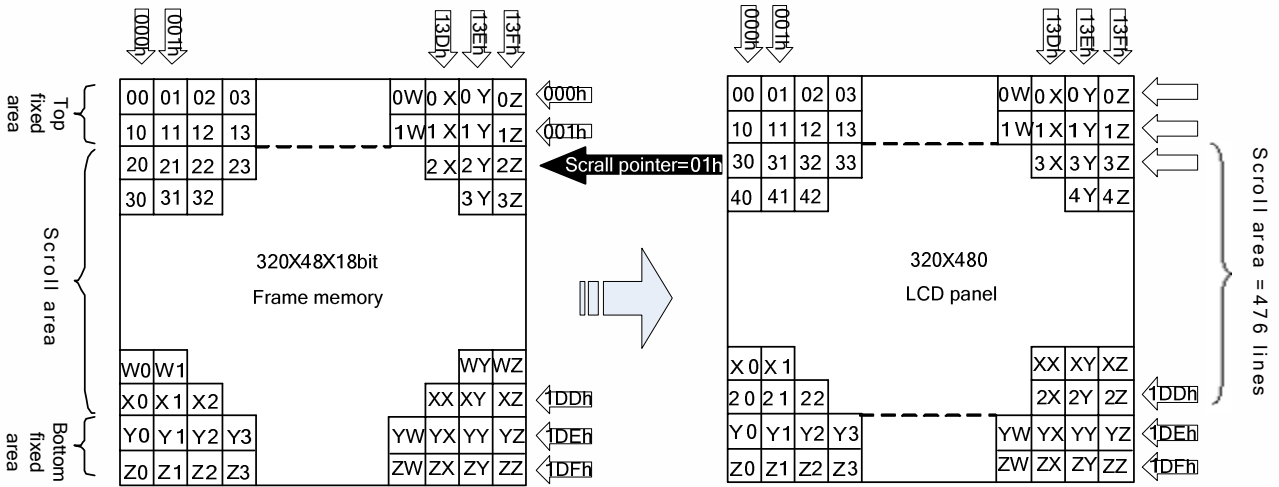 000h 001h 13Dh 13Eh 13Fh 000h 001h 13Dh 13Eh 13Fh
Top fixed area
00 01 02 03 0W 0X 0Y 0Z 000h 00 01 02 03 0W 0X 0Y 0Z
10 11 12 13 1W 1X 1Y 1Z 001h 10 11 12 13 1W 1X 1Y 1Z
20 21 22 23 2X 2Y 2Z Scrall pointer=01h 30 31 32 33 3X 3Y 3Z
30 31 32 3Y 3Z 40 41 42 4Y 4Z
Scroll area
320X48X18bit
Frame memory
320X480
LCD panel
Scroll area = 476 lines
W0 W1 WY WZ X0 X1 XX XY XZ
X0 X1 X2 XX XY XZ 1DDh 20 21 22 2X 2Y 2Z 1DDh
Bottom fixed area
Y0 Y1 Y2 Y3 YW YX YY YZ 1DEh Y0 Y1 Y2 Y3 YW YX YY YZ 1DEh
Z0 Z1 Z2 Z3 ZW ZX ZY ZZ 1DFh Z0 Z1 Z2 Z3 ZW ZX ZY ZZ 1DFh